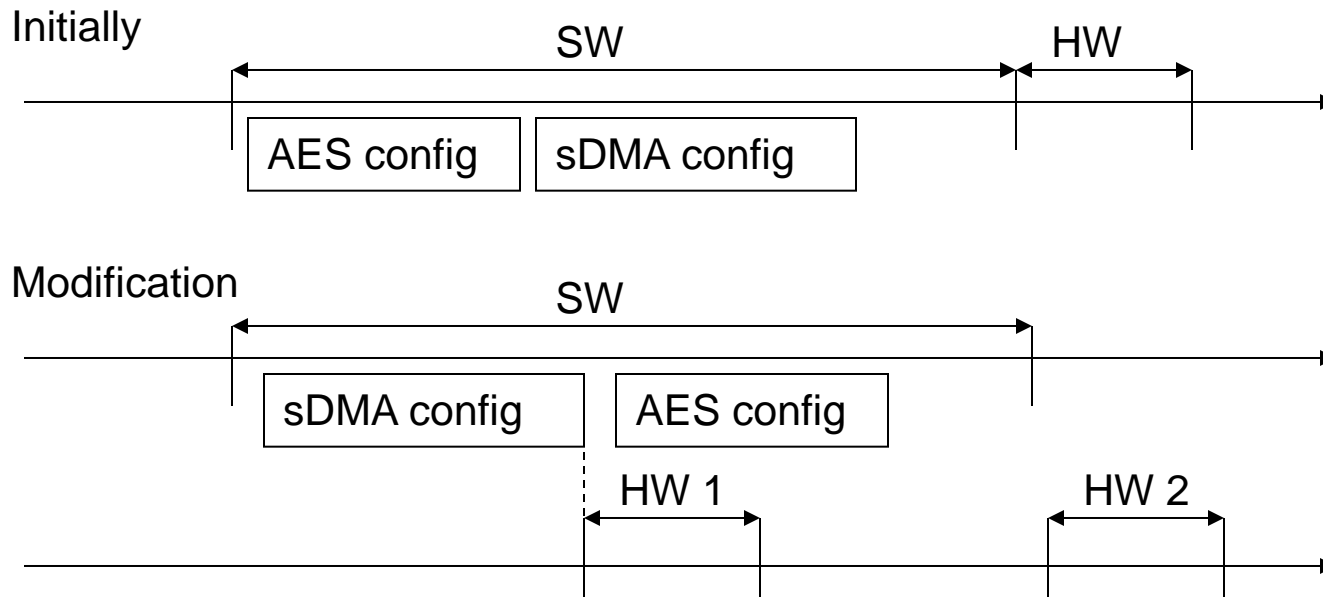 Initially
SW HW
AES config sDMA config
Modification
SW
sDMA config AES config
HW 1 HW 2